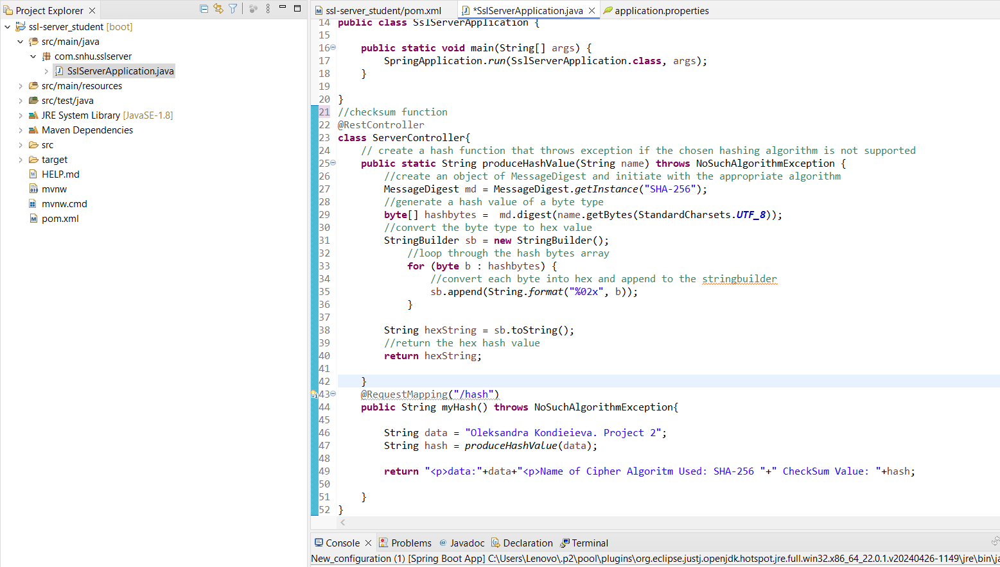 Project Explorer
ssl-server_student [boot]
src/main/java
com.snhu.sslserver
SslServerApplication.java
src/main/resources
src/test/java
JRE System Library [JavaSE-1.8]
Maven Dependencies
src
target
HELP.md
mvnw
mvnw.cmd
pom.xml
ssl-server_student/pom.xml
*SslServerApplication.java
application.properties
14 public class SslServerApplication {
15
16     public static void main(String[] args) {
17         SpringApplication.run(SslServerApplication.class, args);
18     }
19
20 }
21 //checksum function
22 @RestController
23 class ServerController{
24     // create a hash function that throws exception if the chosen hashing algorithm is not supported
25     public static String produceHashValue(String name) throws NoSuchAlgorithmException {
26         //create an object of MessageDigest and initiate with the appropriate algorithm
27         MessageDigest md = MessageDigest.getInstance("SHA-256");
28         //generate a hash value of a byte type
29         byte[] hashbytes =  md.digest(name.getBytes(StandardCharsets.UTF_8));
30         //convert the byte type to hex value
31         StringBuilder sb = new StringBuilder();
32             //loop through the hash bytes array
33             for (byte b : hashbytes) {
34                 //convert each byte into hex and append to the stringbuilder
35                 sb.append(String.format("%02x", b));
36             }
37
38         String hexString = sb.toString();
39         //return the hex hash value
40         return hexString;
41
42     }
43     @RequestMapping("/hash")
44     public String myHash() throws NoSuchAlgorithmException{
45
46         String data = "Oleksandra Kondieieva. Project 2";
47         String hash = produceHashValue(data);
48
49         return "<p>data:"+data+"<p>Name of Cipher Algoritm Used: SHA-256 "+" CheckSum Value: "+hash;
50
51     }
52 }
Console
Problems
@ Javadoc
Declaration
Terminal
New_configuration (1) [Spring Boot App] C:\Users\Lenovo\.p2\pool\plugins\org.eclipse.justj.openjdk.hotspot.jre.full.win32.x86_64_22.0.1.v20240426-1149\jre\bin\ja